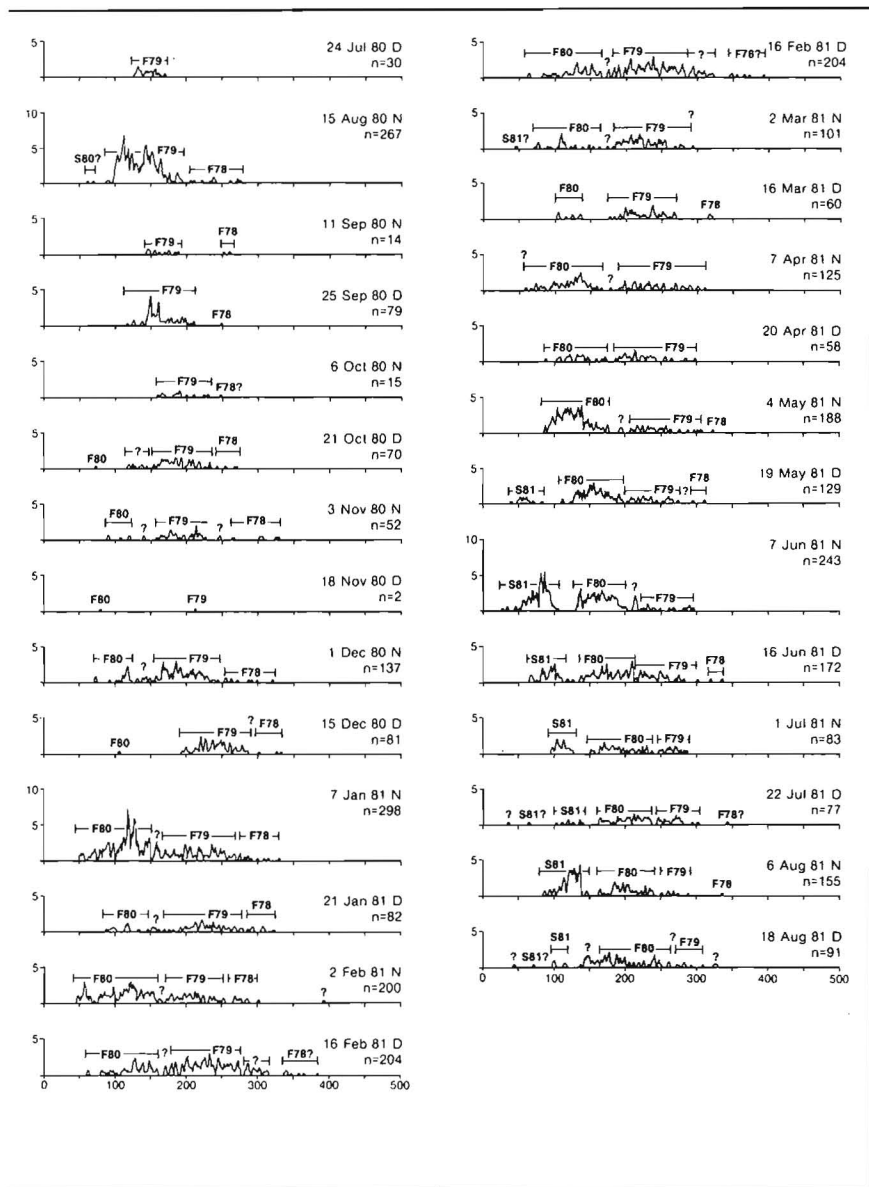 5
24 Jul 80 D
n=30
F79
10
5
15 Aug 80 N
n=267
S80?
F79
F78
5
11 Sep 80 N
n=14
F79
F78
5
25 Sep 80 D
n=79
F79
F78
5
6 Oct 80 N
n=15
F79
F78?
5
21 Oct 80 D
n=70
F80
?
F79
F78
5
3 Nov 80 N
n=52
F80
?
F79
?
F78
5
18 Nov 80 D
n=2
F80
F79
5
1 Dec 80 N
n=137
F80
?
F79
F78
5
15 Dec 80 D
n=81
F80
F79
?
F78
10
5
7 Jan 81 N
n=298
F80
?
F79
F78
5
21 Jan 81 D
n=82
F80
?
F79
F78
5
2 Feb 81 N
n=200
F80
?
F79
F78
?
5
16 Feb 81 D
n=204
F80
?
F79
?
F78?
0 100 200 300 400 500
5
16 Feb 81 D
n=204
F80
?
F79
?
F78?
5
2 Mar 81 N
n=101
S81?
F80
?
F79
?
5
16 Mar 81 D
n=60
F80
F79
F78
5
7 Apr 81 N
n=125
?
F80
?
F79
5
20 Apr 81 D
n=58
F80
F79
5
4 May 81 N
n=188
F80
?
F79
F78
5
19 May 81 D
n=129
S81
F80
F79
?
F78
10
5
0
7 Jun 81 N
n=243
S81
F80
?
F79
5
16 Jun 81 D
n=172
S81
F80
F79
F78
5
1 Jul 81 N
n=83
S81
F80
F79
5
22 Jul 81 D
n=77
?
S81?
S81
F80
F79
F78?
5
6 Aug 81 N
n=155
S81
F80
F79
F78
5
18 Aug 81 D
n=91
?
S81?
S81
?
F80
?
F79
?
0 100 200 300 400 500